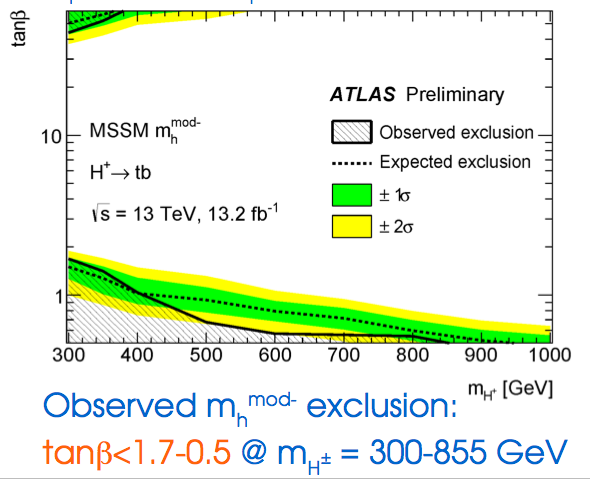 tanβ
10
1
MSSM m_h^mod-
H⁺→ tb
√s = 13 TeV, 13.2 fb⁻¹
ATLAS Preliminary
Observed exclusion
Expected exclusion
± 1σ
± 2σ
300 400 500 600 700 800 900 1000
m_H⁺ [GeV]
Observed m_h^mod- exclusion:
tanβ<1.7-0.5 @ m_H± = 300-855 GeV